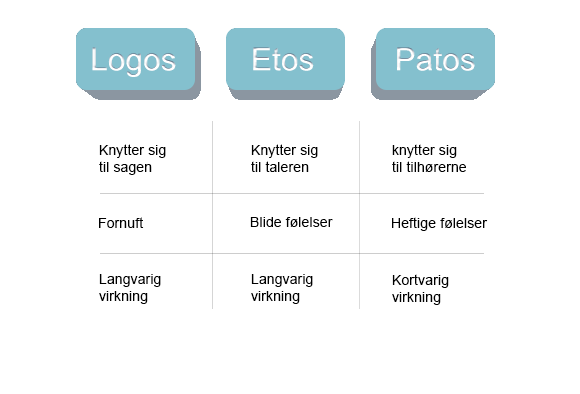 Logos
Etos
Patos
Knytter sig
til sagen
Knytter sig
til taleren
knytter sig
til tilhørerne
Fornuft
Blide følelser
Heftige følelser
Langvarig
virkning
Langvarig
virkning
Kortvarig
virkning